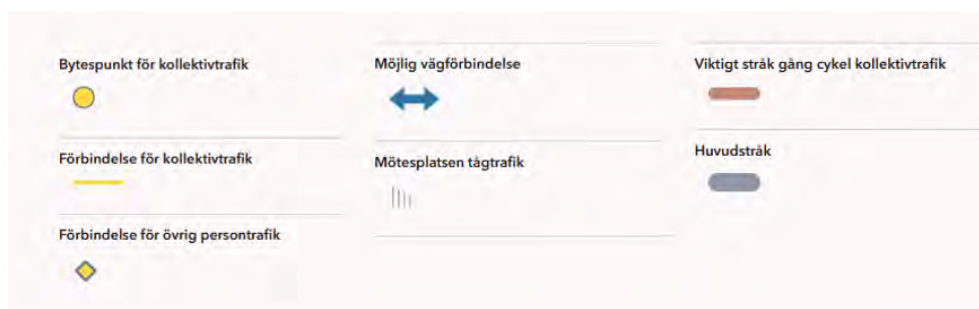 Bytespunkt för kollektivtrafik
Förbindelse för kollektivtrafik
Förbindelse för övrig persontrafik
Möjlig vägförbindelse
Mötesplatsen tågtrafik
Viktigt stråk gång cykel kollektivtrafik
Huvudstråk